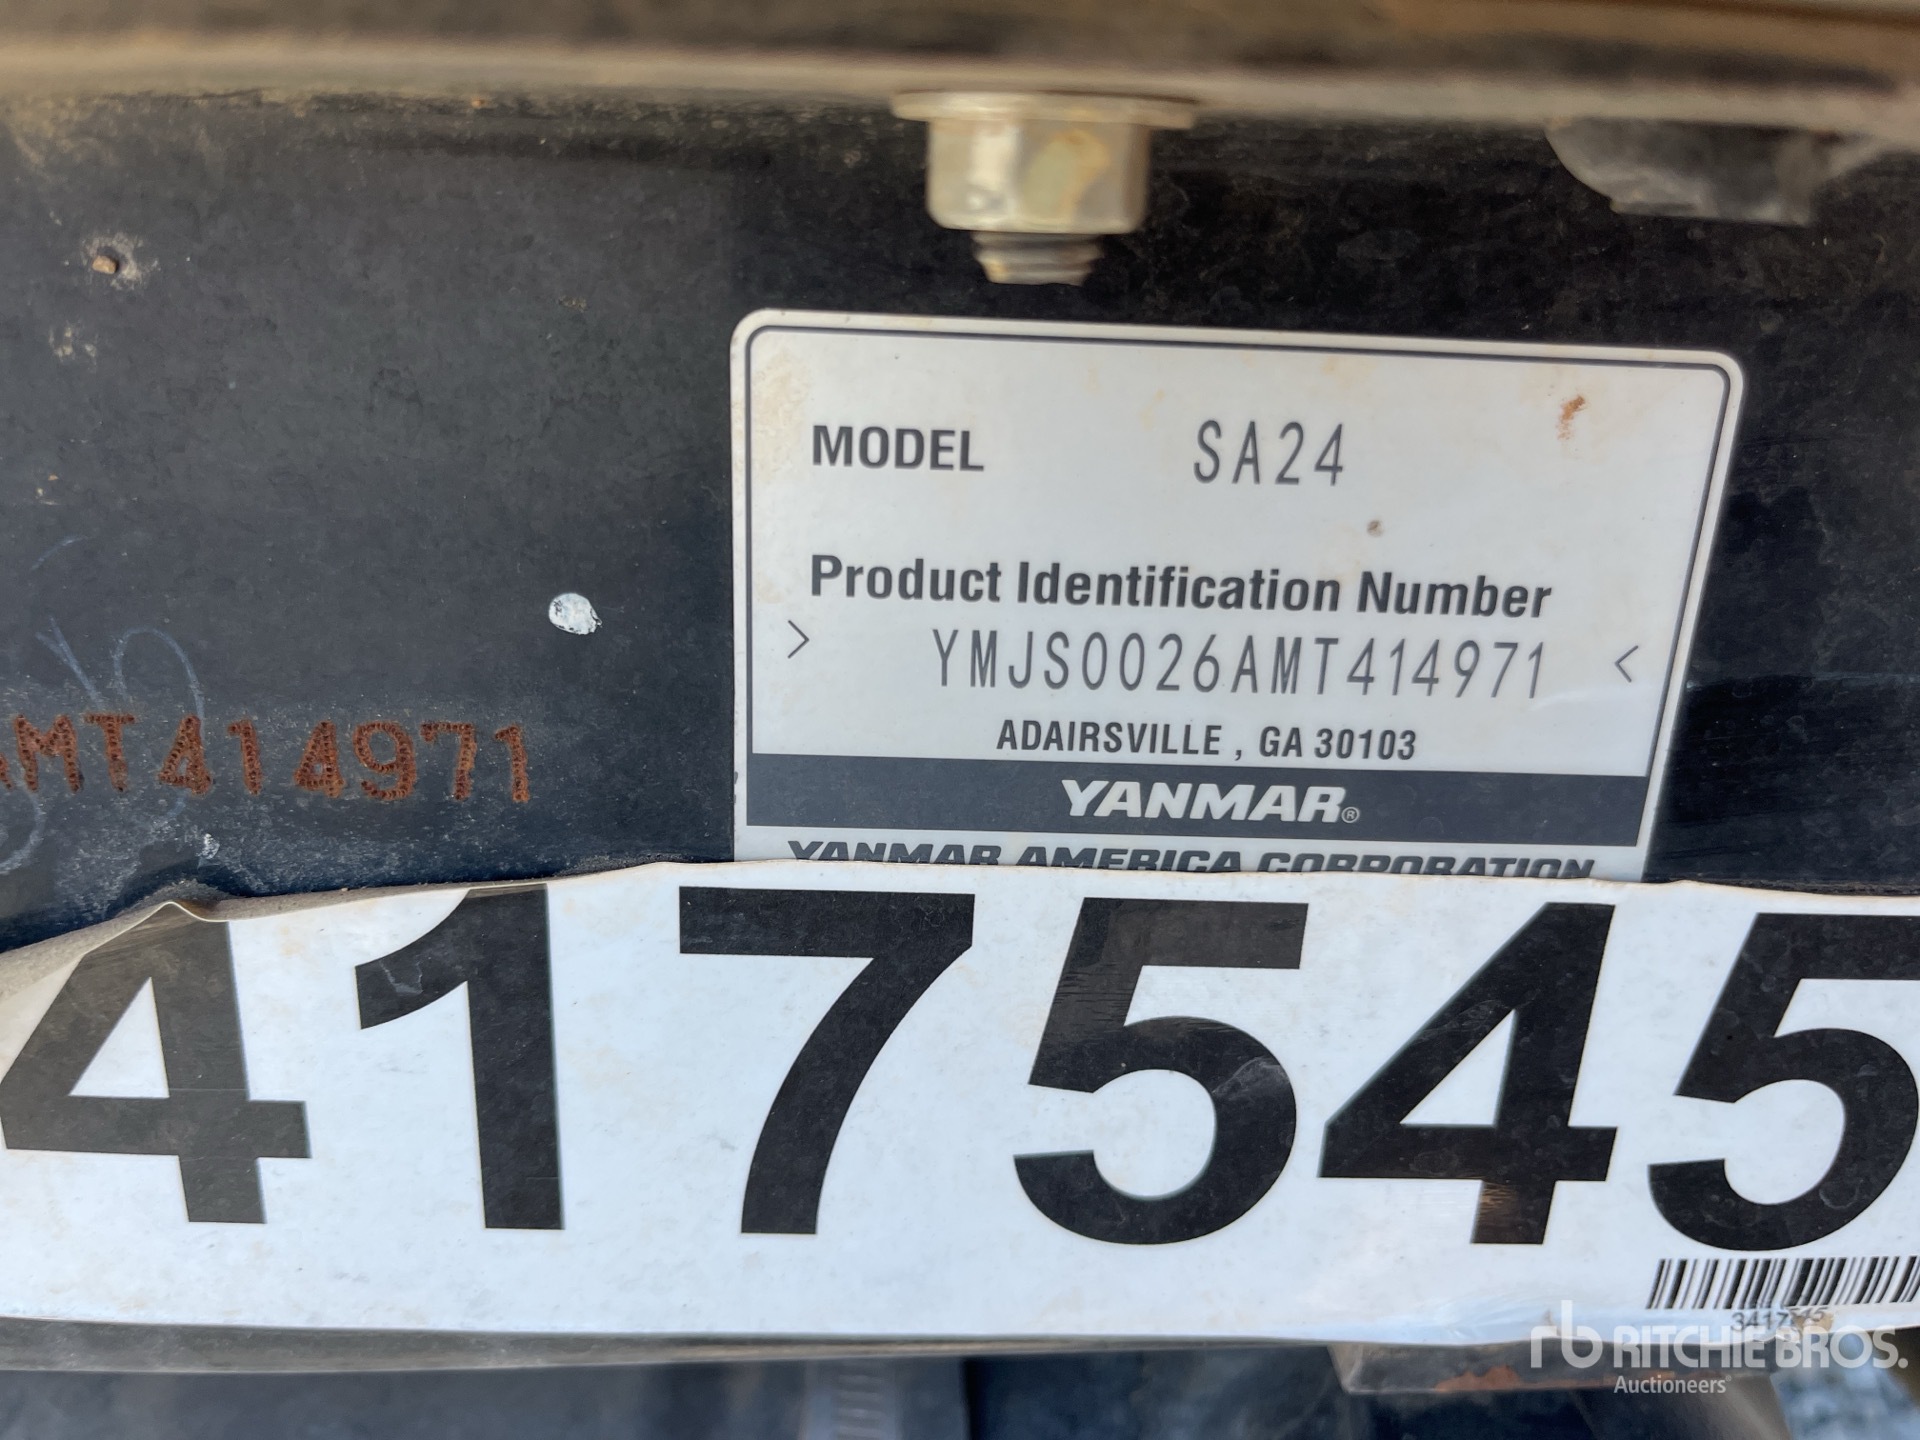 MODEL SA24
Product Identification Number
> YMJS0026AMT414971 <
ADAIRSVILLE, GA 30103
YANMAR®
YANMAR AMERICA CORPORATION
MT414971
417545
rb RITCHIE BROS.
Auctioneers